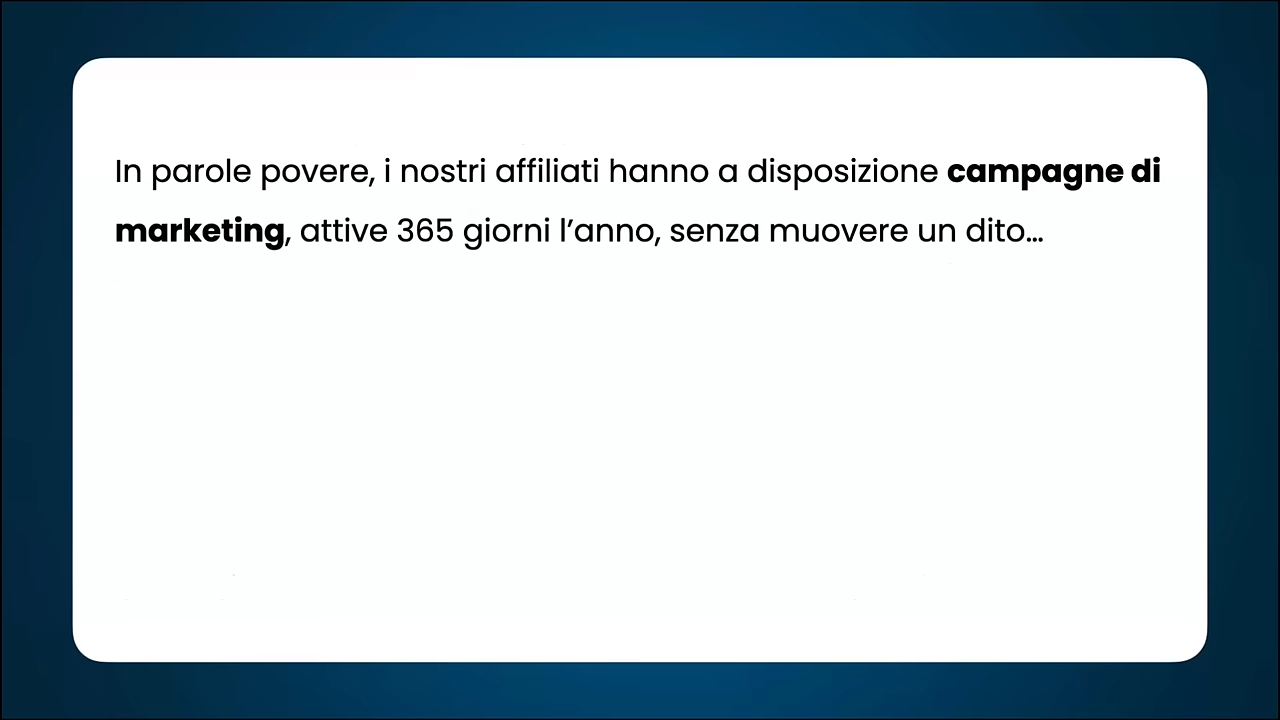 In parole povere, i nostri affiliati hanno a disposizione campagne di
marketing, attive 365 giorni l’anno, senza muovere un dito…